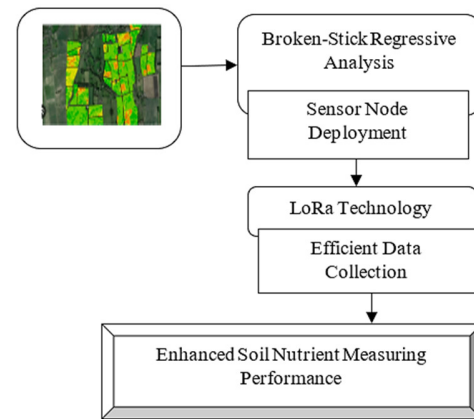 Broken-Stick Regressive
Analysis
Sensor Node
Deployment
LoRa Technology
Efficient Data
Collection
Enhanced Soil Nutrient Measuring
Performance